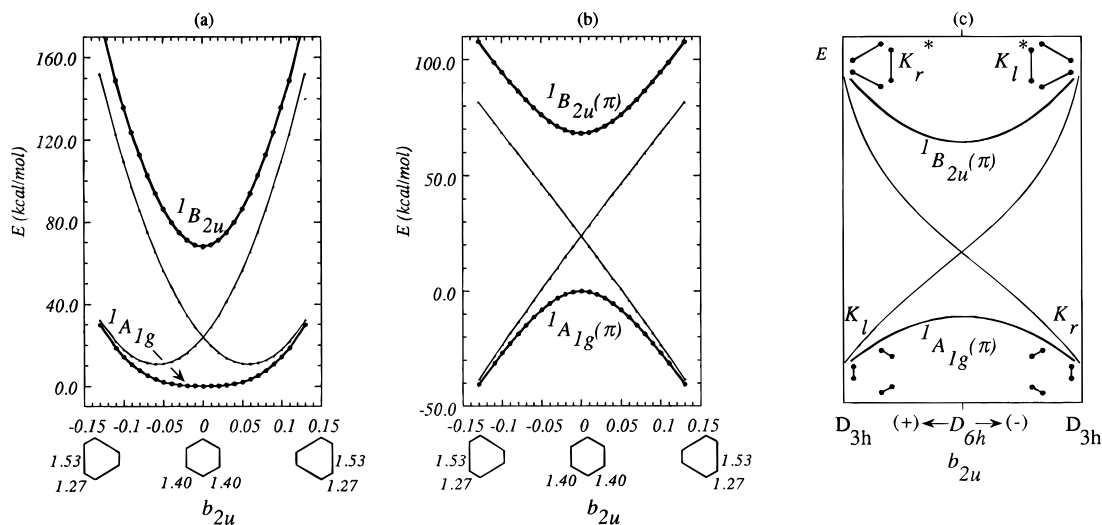 (a)
160.0
120.0
80.0
40.0
0.0
E (kcal/mol)
¹B₂ᵤ
¹A₁g
-0.15 -0.1 -0.05 0 0.05 0.1 0.15
1.53
1.27
1.40 1.40
1.53
1.27
b₂ᵤ
(b)
100.0
50.0
0.0
-50.0
E (kcal/mol)
¹B₂ᵤ(π)
¹A₁g(π)
-0.15 -0.1 -0.05 0 0.05 0.1 0.15
1.53
1.27
1.40 1.40
1.53
1.27
b₂ᵤ
(c)
E
Kᵣ*
Kₗ*
¹B₂ᵤ(π)
Kₗ
Kᵣ
¹A₁g(π)
D₃ₕ (+) ← D₆ₕ → (-) D₃ₕ
b₂ᵤ